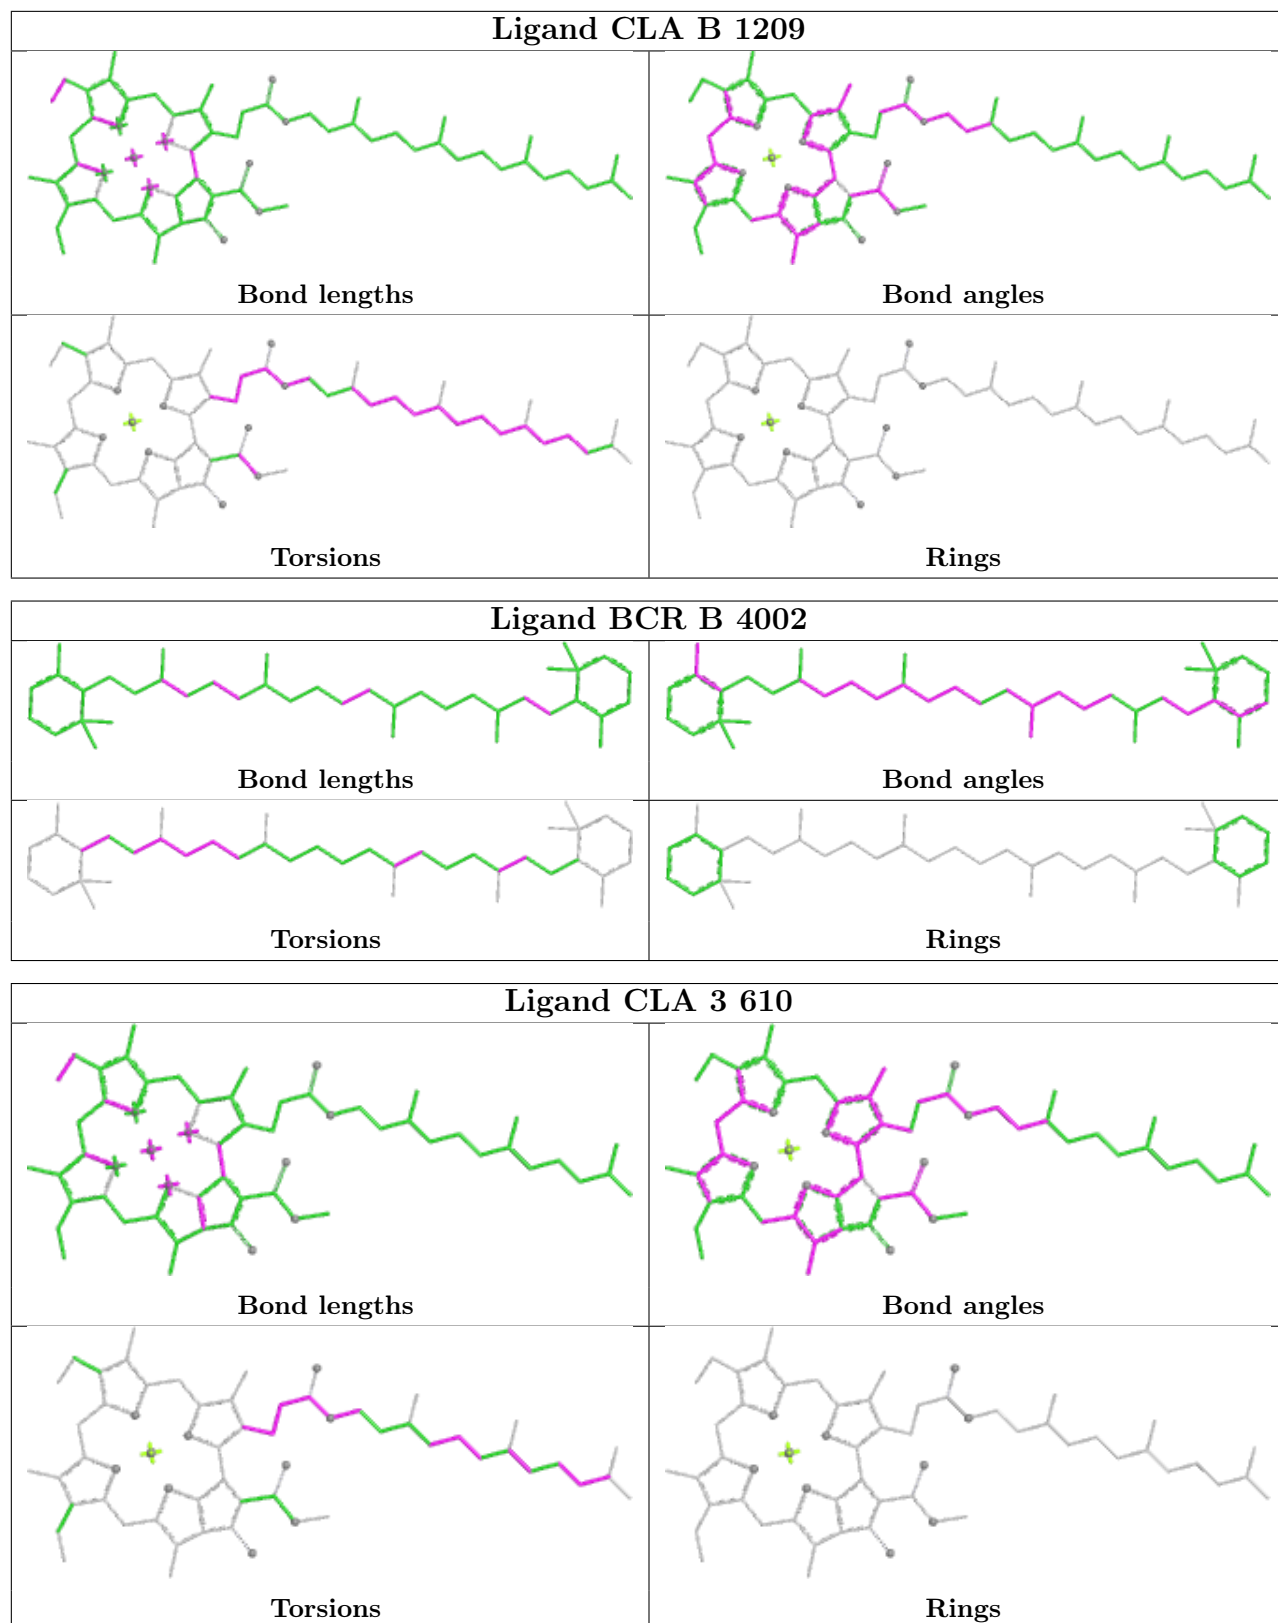 Ligand CLA B 1209
Bond lengths
Bond angles
Torsions
Rings
Ligand BCR B 4002
Bond lengths
Bond angles
Torsions
Rings
Ligand CLA 3 610
Bond lengths
Bond angles
Torsions
Rings